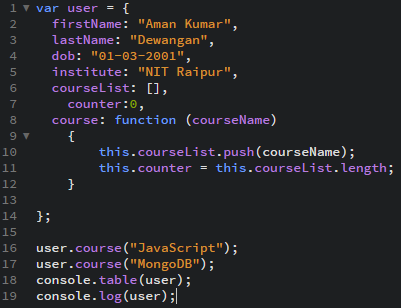 1 var user = {
2 firstName: "Aman Kumar",
3 lastName: "Dewangan",
4 dob: "01-03-2001",
5 institute: "NIT Raipur",
6 courseList: [],
7 counter:0,
8 course: function (courseName)
9 {
10 this.courseList.push(courseName);
11 this.counter = this.courseList.length;
12 }
13
14 };
15
16 user.course("JavaScript");
17 user.course("MongoDB");
18 console.table(user);
19 console.log(user);